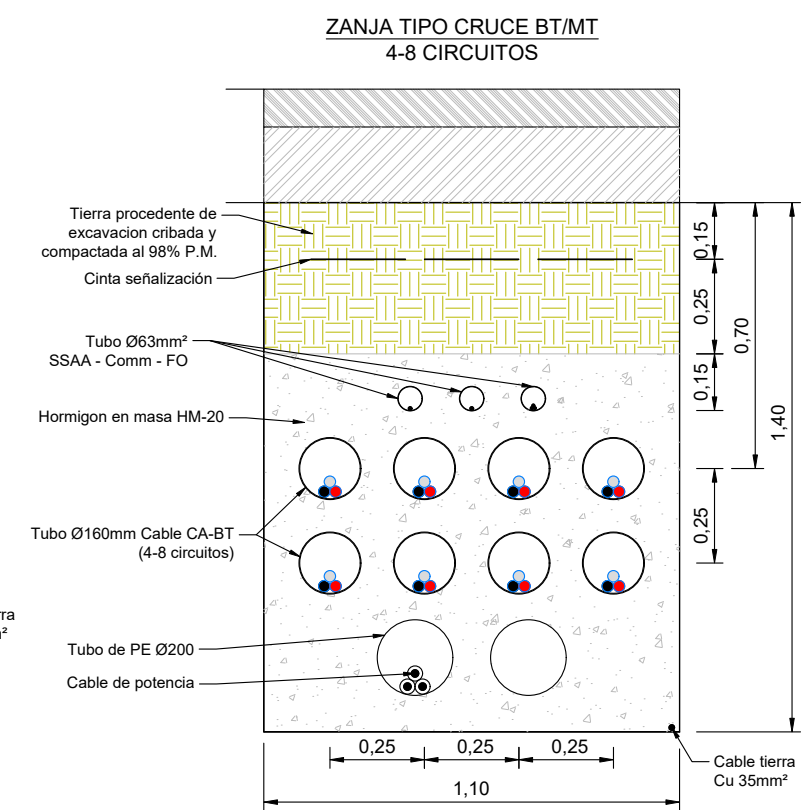 ZANJA TIPO CRUCE BT/MT
4-8 CIRCUITOS
Tierra procedente de
excavacion cribada y
compactada al 98% P.M.
Cinta señalización
Tubo Ø63mm²
SSAA - Comm - FO
Hormigon en masa HM-20
Tubo Ø160mm Cable CA-BT
(4-8 circuitos)
Tubo de PE Ø200
Cable de potencia
0,15
0,25
0,15
0,70
0,25
1,40
0,25
0,25
0,25
1,10
Cable tierra
Cu 35mm²